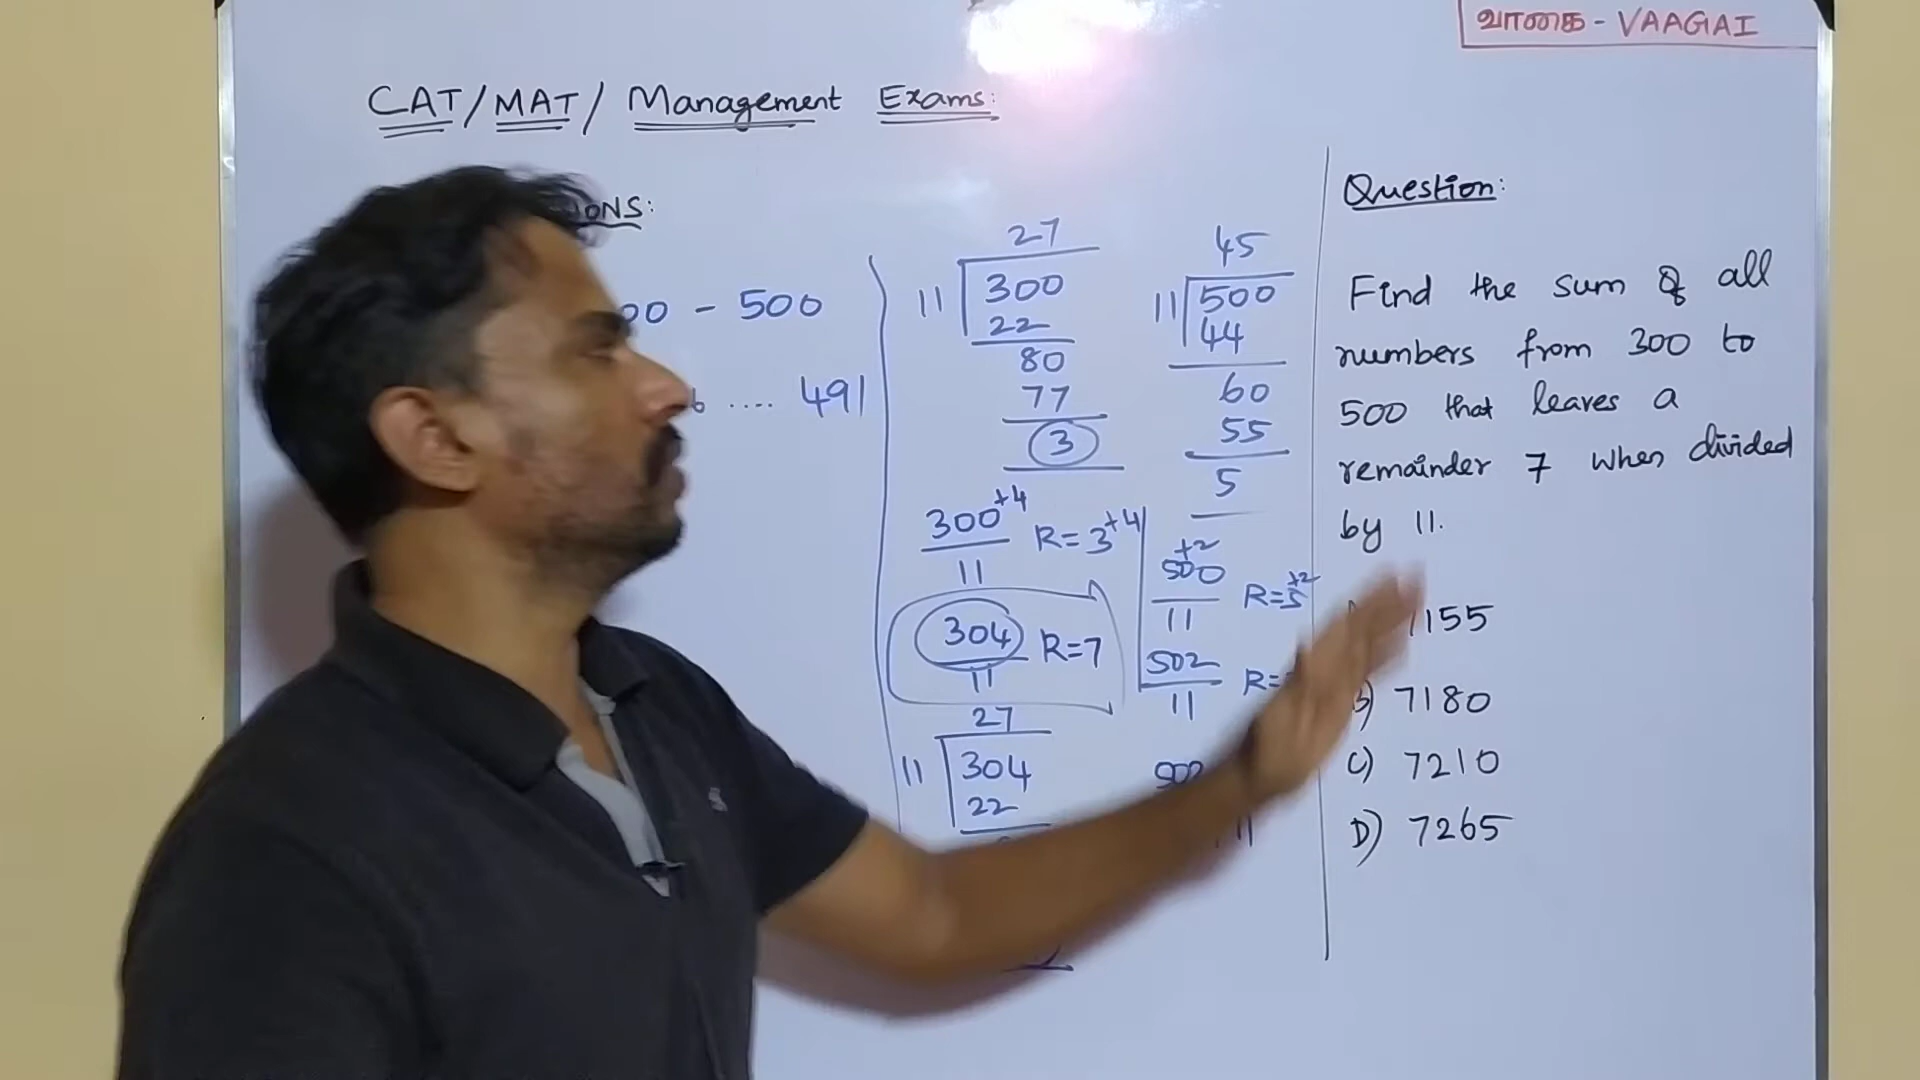 வாகை - VAAGAI
CAT/MAT/ Management Exams:
IONS:
00 - 500
6 .... 491
27
11 300
22
80
77
3
300+4 R=3+4
11
304 R=7
11
27
11 304
22
45
11 500
44
60
55
5
+2
500 R=5+2
11
502 R=
11
502
11
Question:
Find the sum of all
numbers from 300 to
500 that leaves a
remainder 7 when divided
by 11.
7155
B) 7180
C) 7210
D) 7265